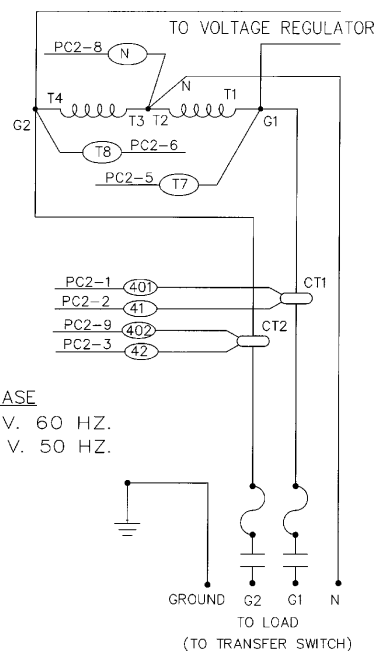 TO VOLTAGE REGULATOR
PC2-8 N
N
T4 T1
T3 T2
G2 G1
T8 PC2-6
PC2-5 T7
PC2-1 401 CT1
PC2-2 41
PC2-9 402 CT2
PC2-3 42
ASE
V. 60 HZ.
V. 50 HZ.
GROUND G2 G1 N
TO LOAD
(TO TRANSFER SWITCH)